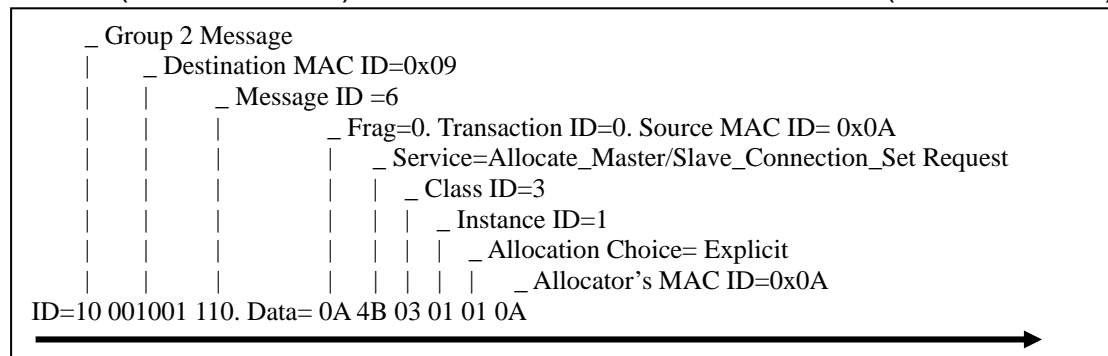 _ Group 2 Message
| _ Destination MAC ID=0x09
| | _ Message ID =6
| | | _ Frag=0. Transaction ID=0. Source MAC ID= 0x0A
| | | | _ Service=Allocate_Master/Slave_Connection_Set Request
| | | | | _ Class ID=3
| | | | | | _ Instance ID=1
| | | | | | | _ Allocation Choice= Explicit
| | | | | | | | _ Allocator’s MAC ID=0x0A
ID=10 001001 110. Data= 0A 4B 03 01 01 0A